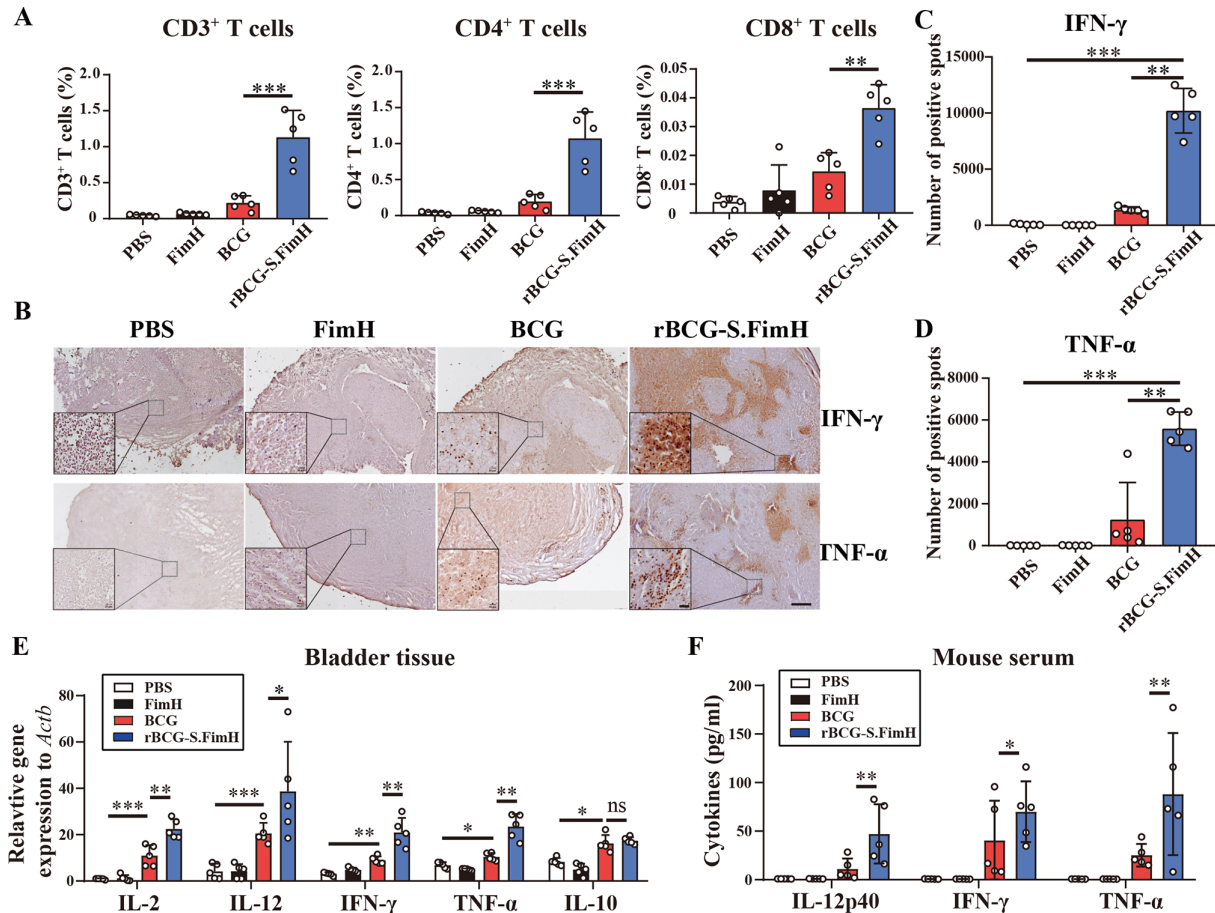 A
CD3⁺ T cells
CD3⁺ T cells (%)
2.0
1.5
1.0
0.5
0
***
PBS
FimH
BCG
rBCG-S.FimH
CD4⁺ T cells
CD4⁺ T cells (%)
2.0
1.5
1.0
0.5
0
***
PBS
FimH
BCG
rBCG-S.FimH
CD8⁺ T cells
CD8⁺ T cells (%)
0.05
0.04
0.03
0.02
0.01
0
**
PBS
FimH
BCG
rBCG-S.FimH
C
IFN-γ
Number of positive spots
15000
10000
5000
0
***
**
PBS
FimH
BCG
rBCG-S.FimH
B
PBS
FimH
BCG
rBCG-S.FimH
IFN-γ
TNF-α
D
TNF-α
Number of positive spots
8000
6000
4000
2000
0
***
**
PBS
FimH
BCG
rBCG-S.FimH
E
Bladder tissue
Relavtive gene
expression to Actb
80
60
40
20
0
PBS
FimH
BCG
rBCG-S.FimH
***
**
***
*
**
**
*
**
*
ns
IL-2
IL-12
IFN-γ
TNF-α
IL-10
F
Mouse serum
Cytokines (pg/ml)
200
150
100
50
0
PBS
FimH
BCG
rBCG-S.FimH
**
*
**
IL-12p40
IFN-γ
TNF-α